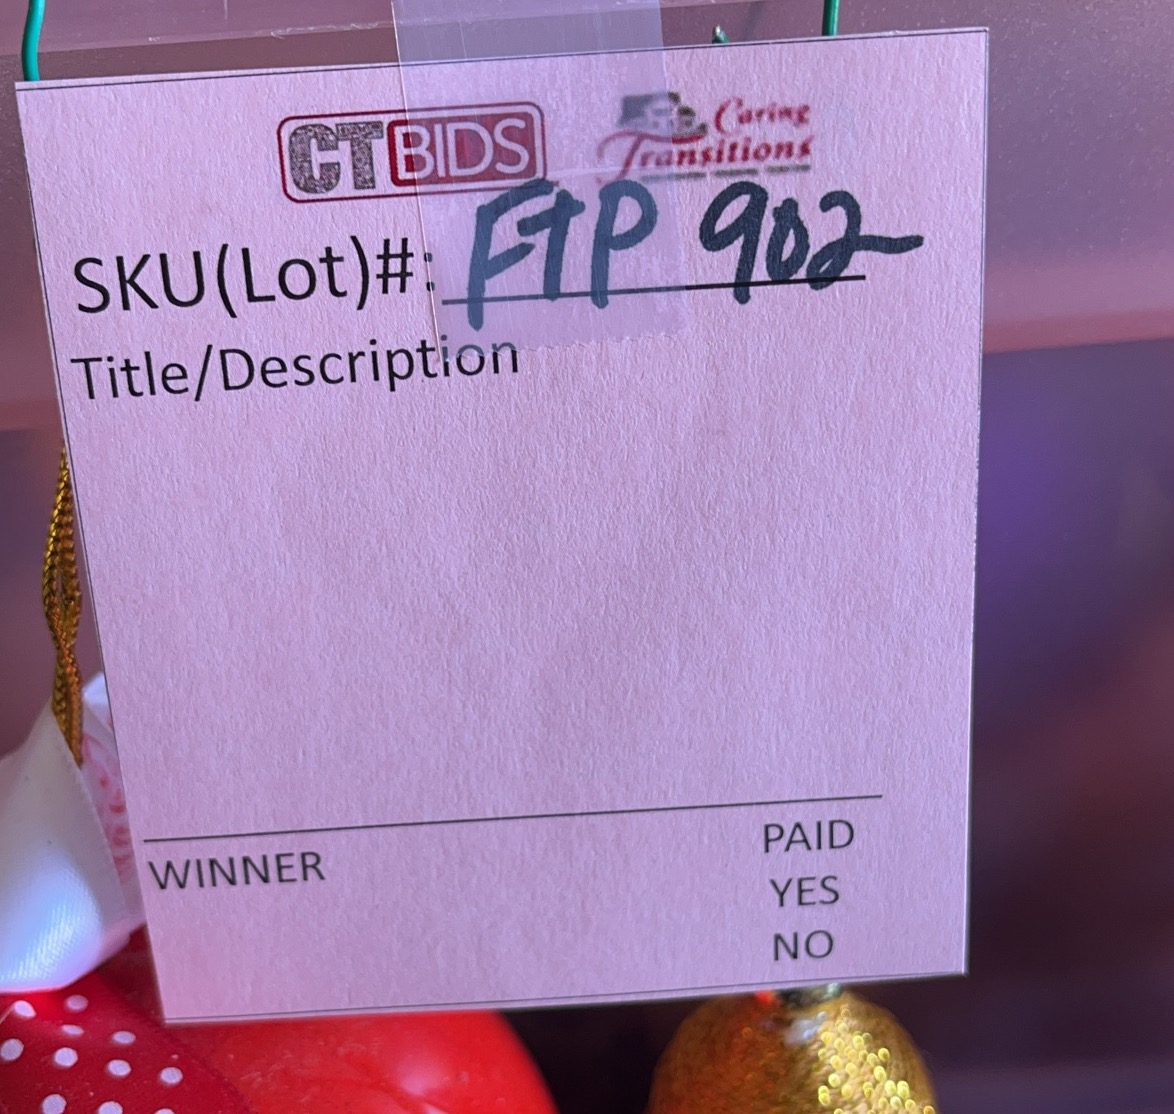 CTBIDS
Caring
Transitions
SKU(Lot)#: FTP 902
Title/Description
WINNER
PAID
YES
NO